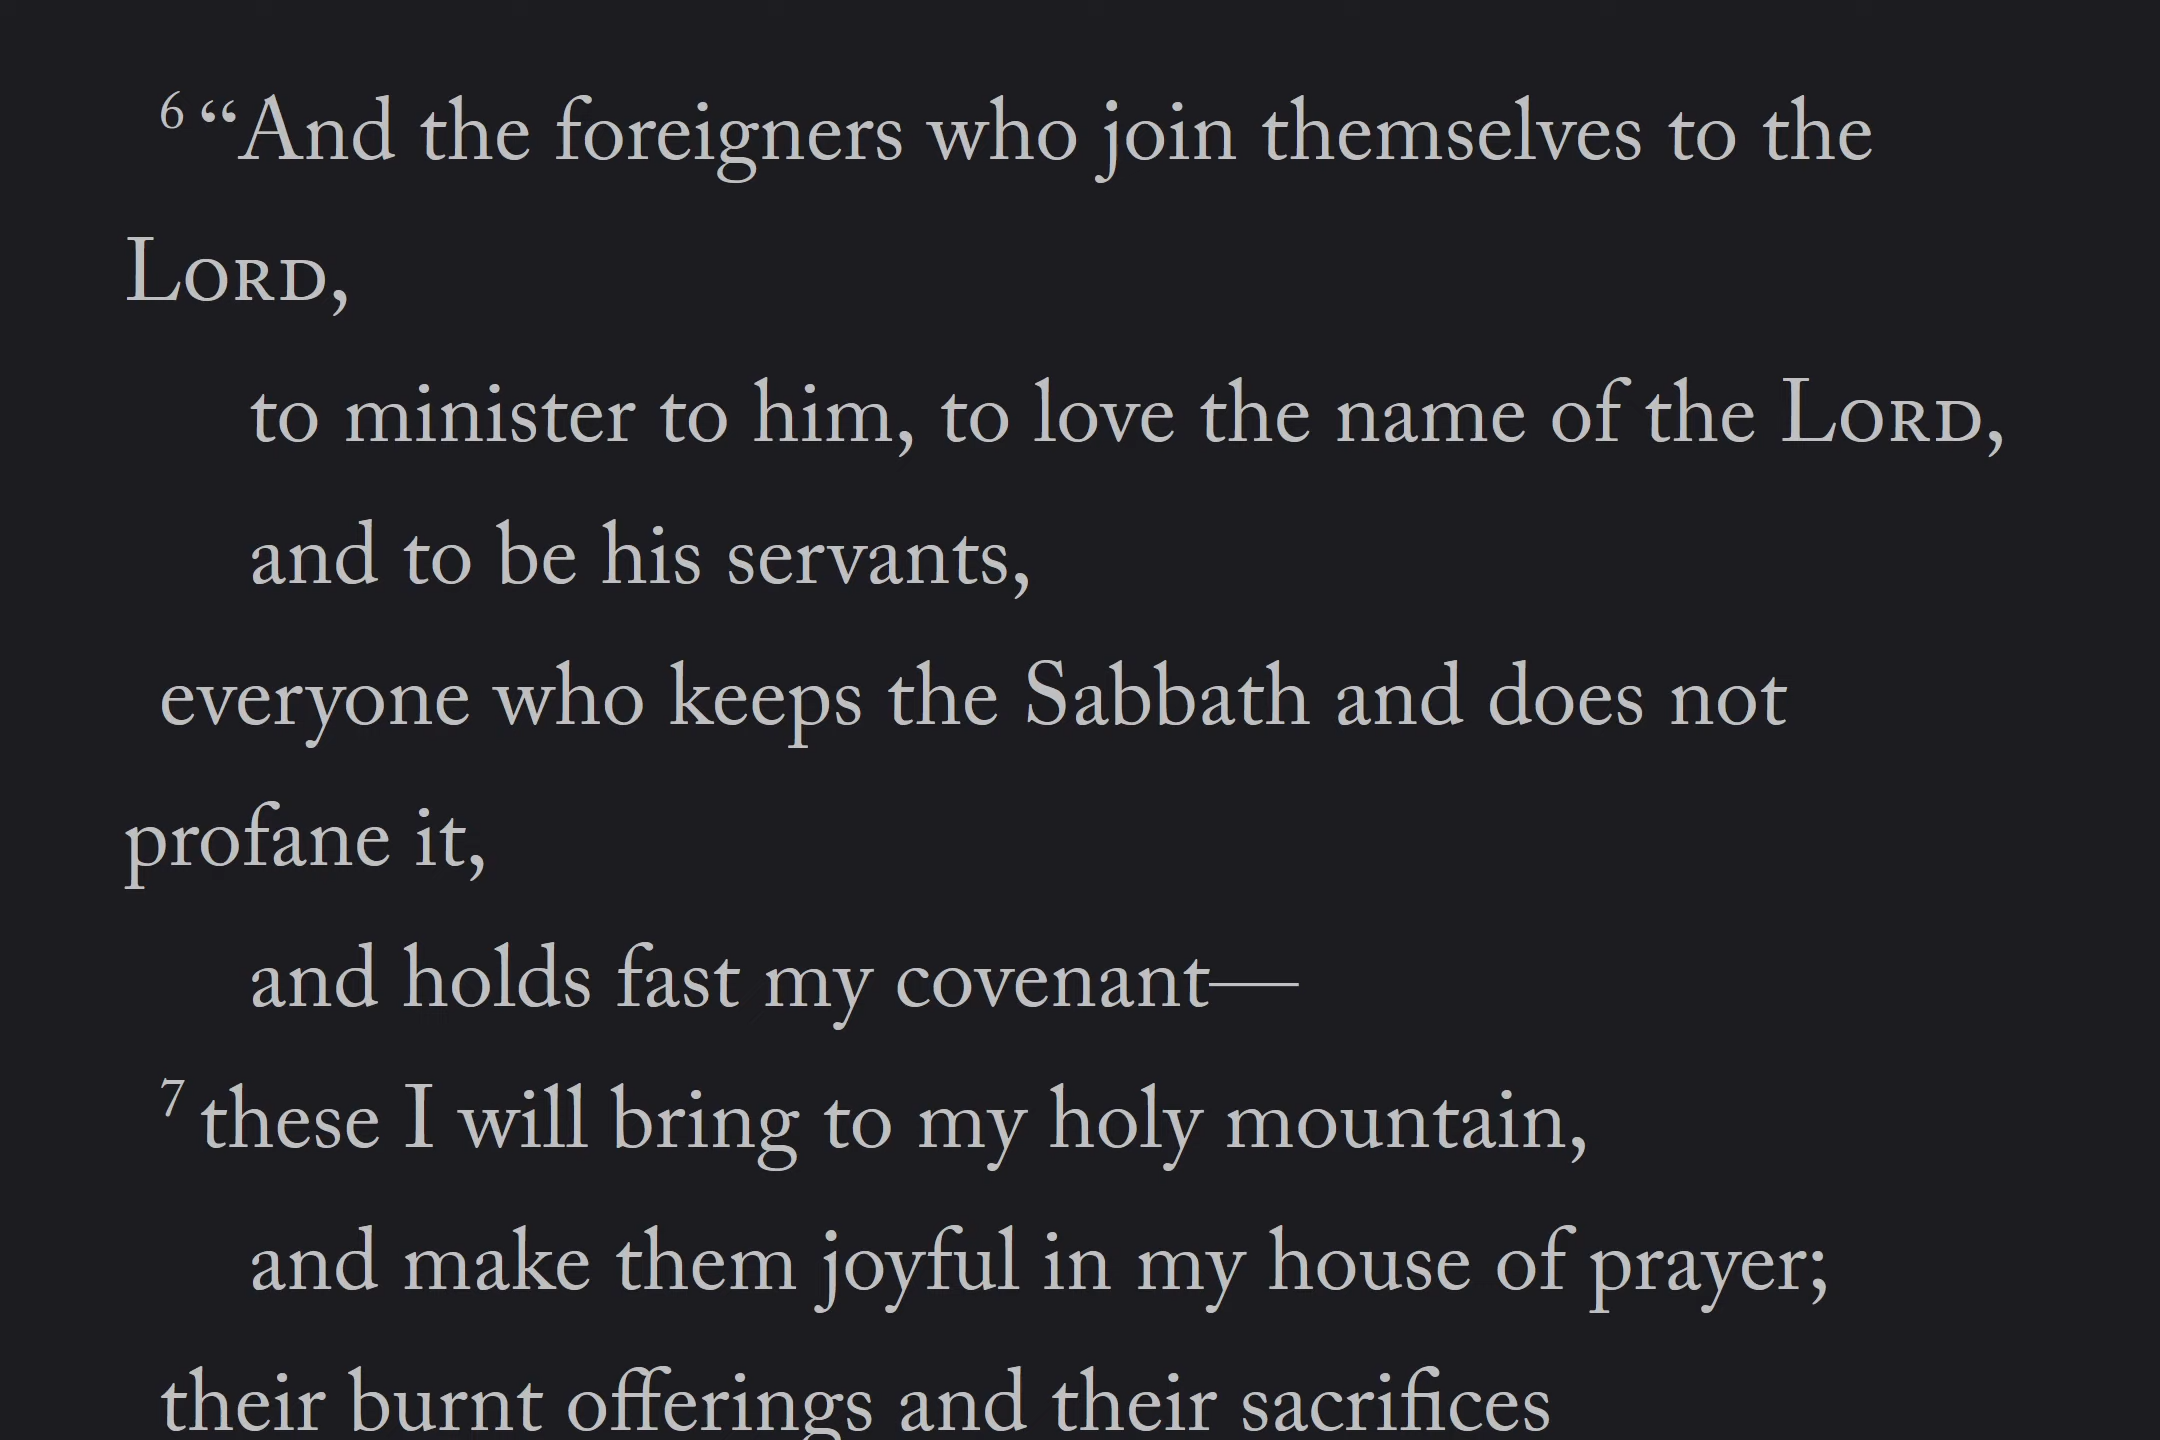 6 “And the foreigners who join themselves to the
LORD,
to minister to him, to love the name of the LORD,
and to be his servants,
everyone who keeps the Sabbath and does not
profane it,
and holds fast my covenant—
7 these I will bring to my holy mountain,
and make them joyful in my house of prayer;
their burnt offerings and their sacrifices